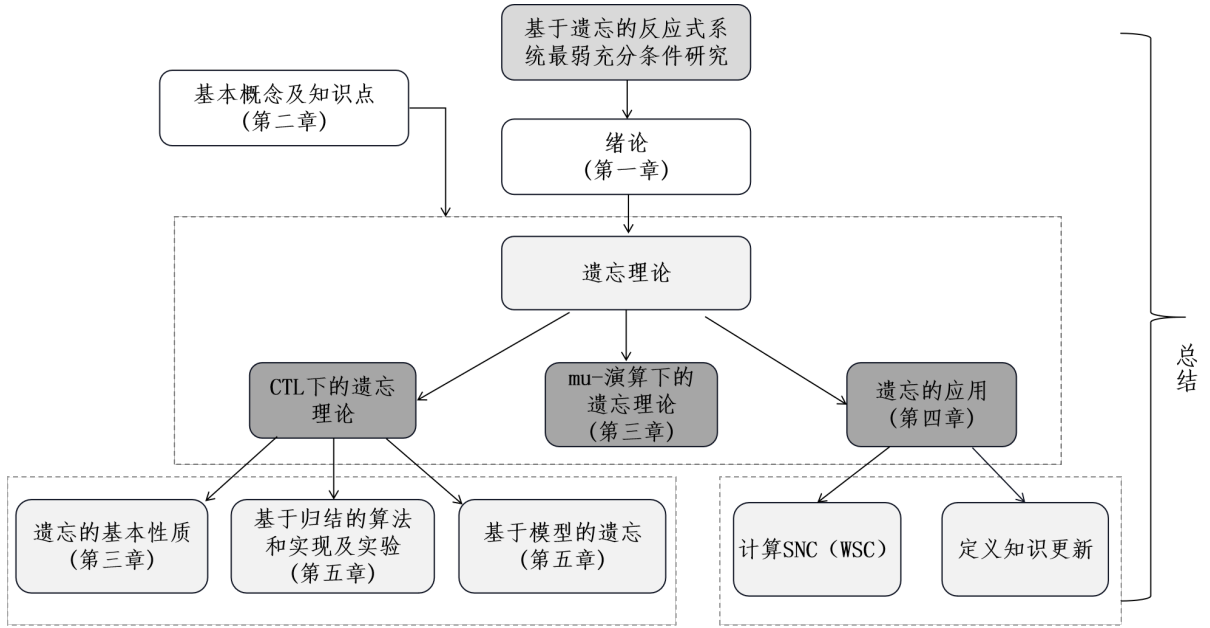 基于遗忘的反应式系
统最弱充分条件研究
基本概念及知识点
(第二章)
绪论
(第一章)
遗忘理论
CTL下的遗忘
理论
mu-演算下的
遗忘理论
(第三章)
遗忘的应用
(第四章)
总
结
遗忘的基本性质
(第三章)
基于归结的算法
和实现及实验
(第五章)
基于模型的遗忘
(第五章)
计算SNC（WSC）
定义知识更新